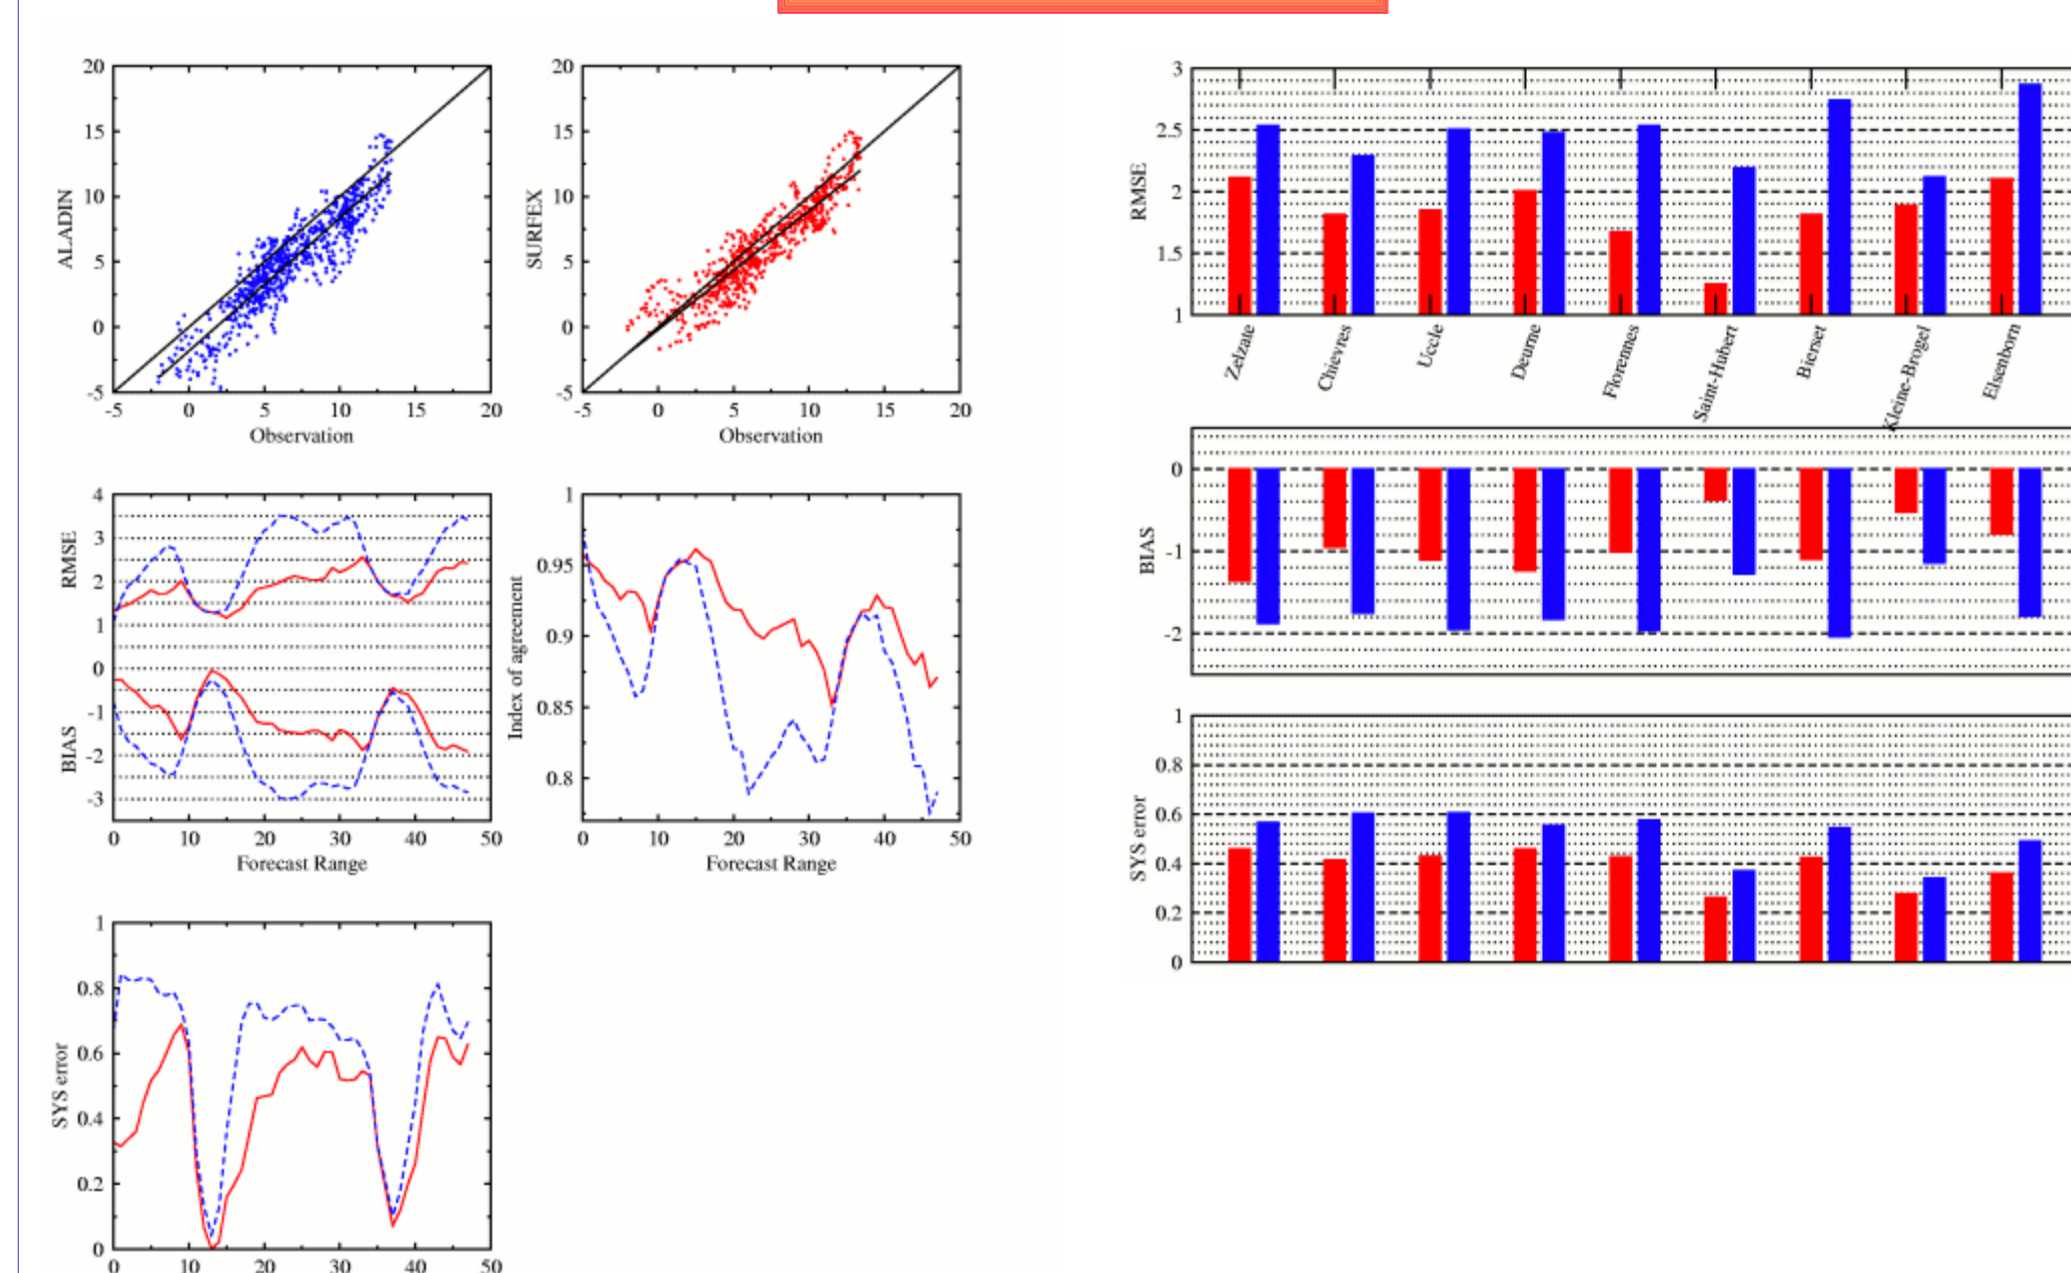 20
15
10
5
0
-5
ALADIN
-5 0 5 10 15 20
Observation
20
15
10
5
0
-5
SURFEX
-5 0 5 10 15 20
Observation
4
3
2
1
0
-1
-2
-3
RMSE
BIAS
0 10 20 30 40 50
Forecast Range
1
0.95
0.9
0.85
0.8
Index of agreement
0 10 20 30 40 50
Forecast Range
1
0.8
0.6
0.4
0.2
0
SYS error
0 10 20 30 40 50
3
2.5
2
1.5
1
RMSE
Zelzate Chievres Uccle Deurne Florennes Saint-Hubert Bierset Kleine-Brogel Elsenborn
0
-1
-2
BIAS
1
0.8
0.6
0.4
0.2
0
SYS error